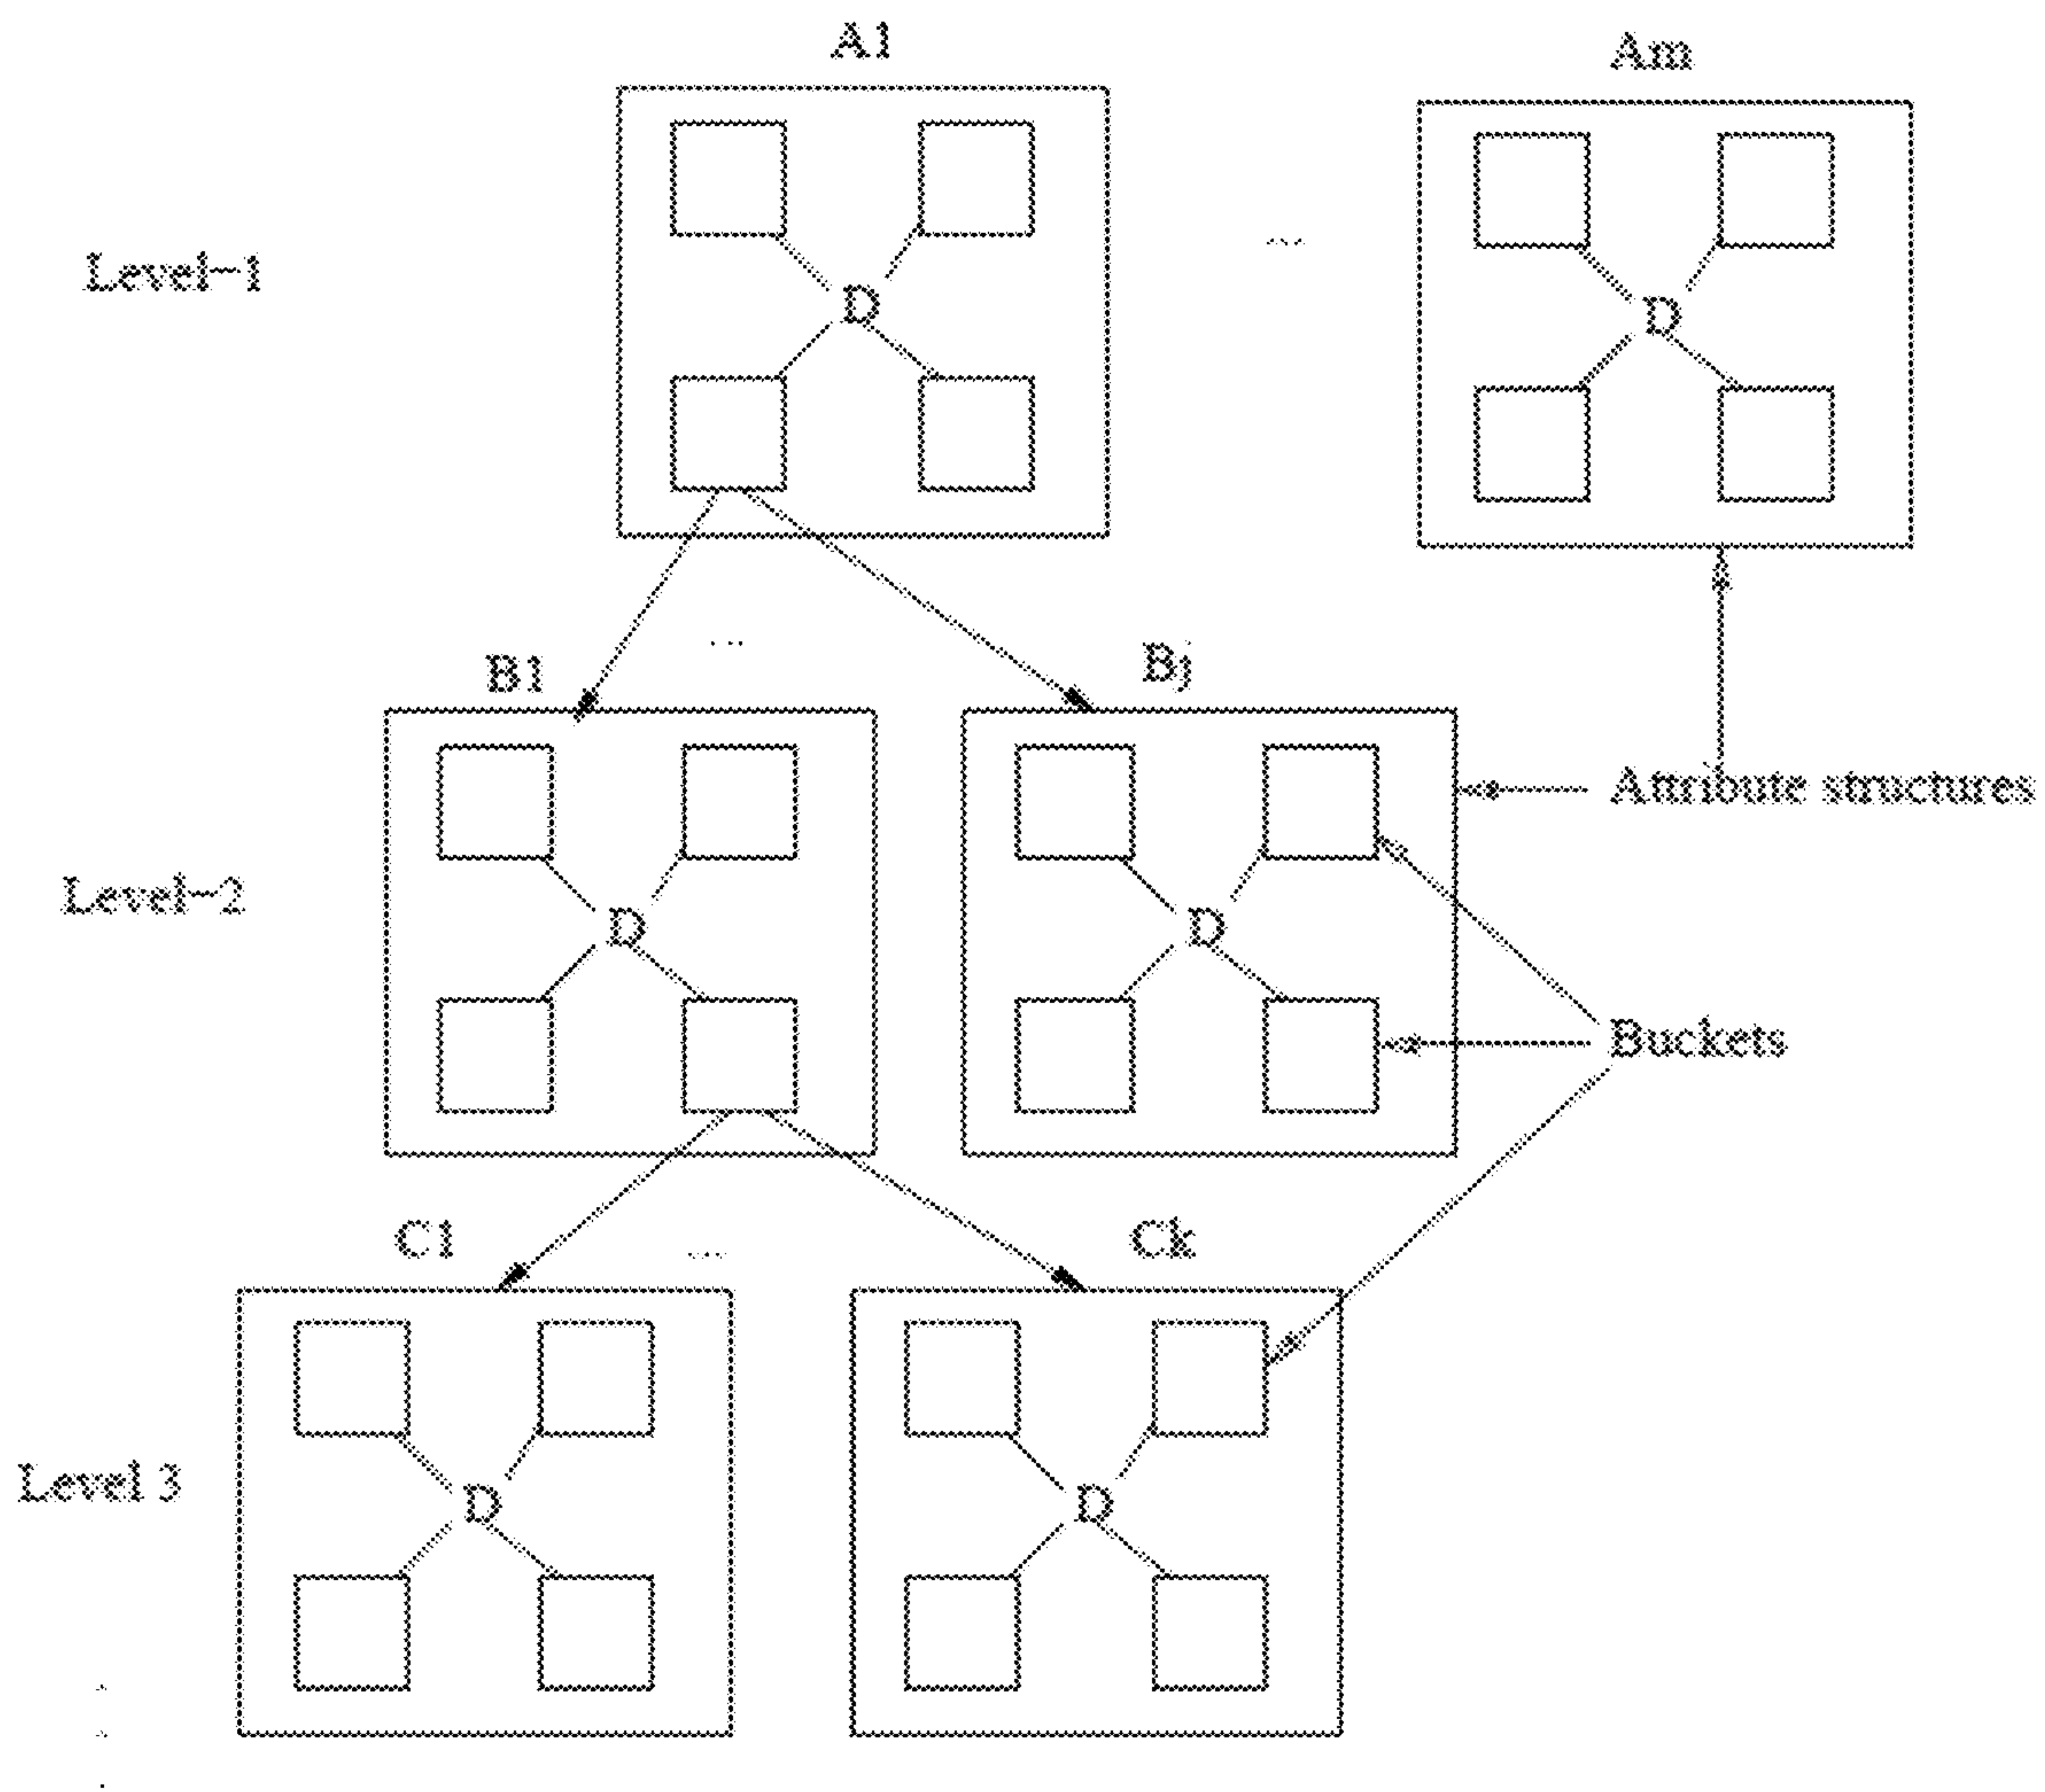 A1
Am
...
Level-1
D
D
...
B1
Bj
Attribute structures
Level-2
D
D
Buckets
C1
...
Ck
Level 3
D
D